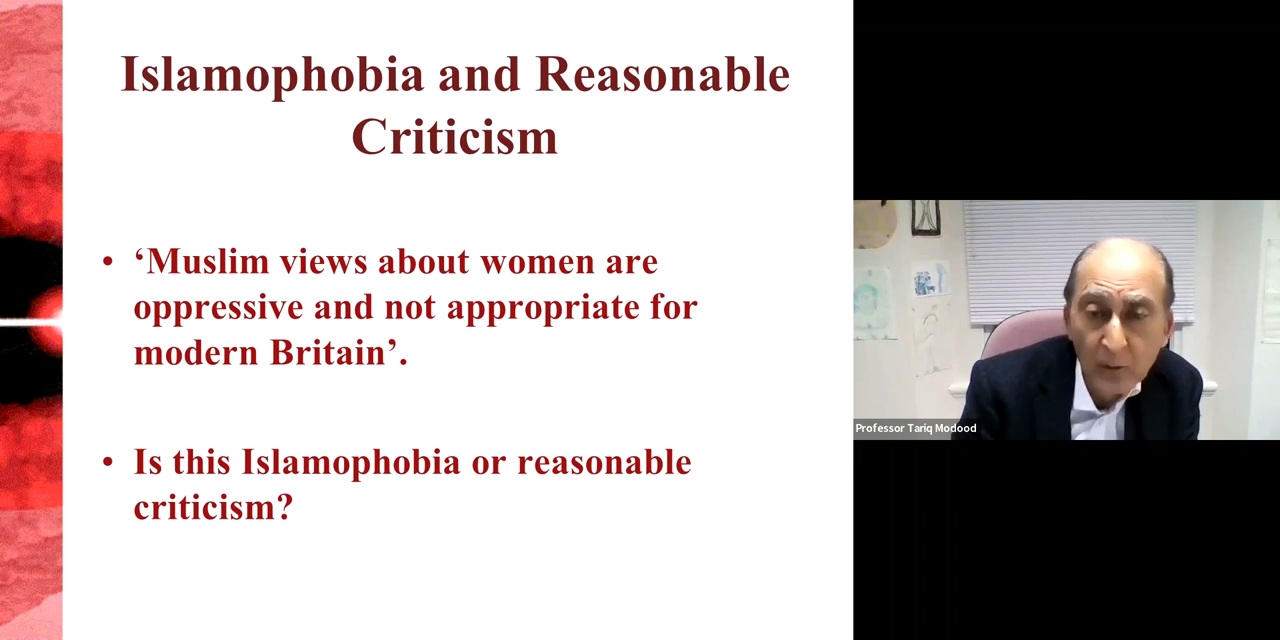 Islamophobia and Reasonable
Criticism
• ‘Muslim views about women are
oppressive and not appropriate for
modern Britain’.
• Is this Islamophobia or reasonable
criticism?
Professor Tariq Modood